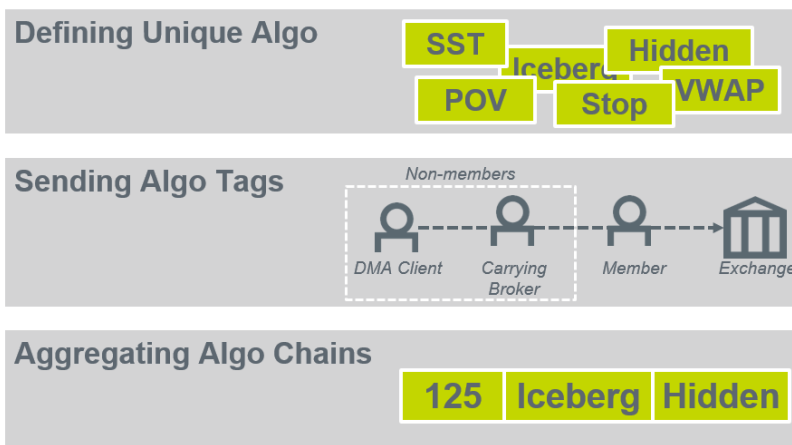 Defining Unique Algo
SST
Hidden
Iceberg
VWAP
POV
Stop
Sending Algo Tags
Non-members
DMA Client
Carrying
Broker
Member
Exchange
Aggregating Algo Chains
125 Iceberg Hidden